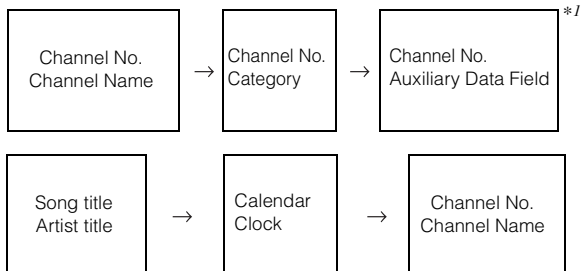 *1
Channel No.
Channel Name
→
Channel No.
Category
→
Channel No.
Auxiliary Data Field
Song title
Artist title
→
Calendar
Clock
→
Channel No.
Channel Name